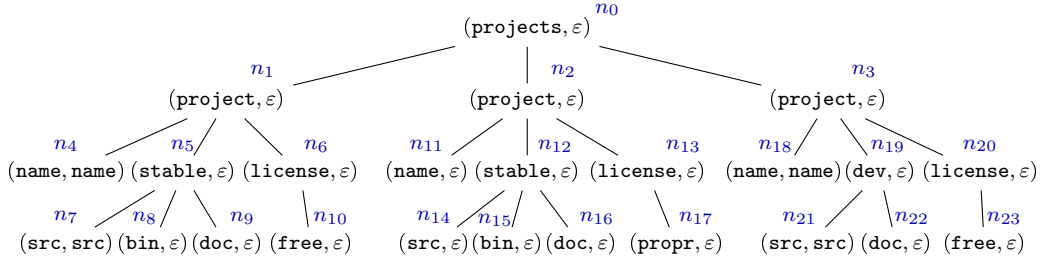 n₀
(projects, ε)
n₁ n₂ n₃
(project, ε) (project, ε) (project, ε)
n₄ n₅ n₆ n₁₁ n₁₂ n₁₃ n₁₈ n₁₉ n₂₀
(name, name) (stable, ε) (license, ε) (name, ε) (stable, ε) (license, ε) (name, name) (dev, ε) (license, ε)
n₇ n₈ n₉ n₁₀ n₁₄ n₁₅ n₁₆ n₁₇ n₂₁ n₂₂ n₂₃
(src, src) (bin, ε) (doc, ε) (free, ε) (src, ε) (bin, ε) (doc, ε) (propr, ε) (src, src) (doc, ε) (free, ε)